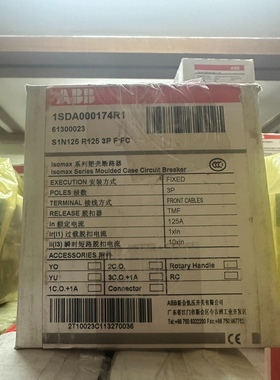 ABB
1SDA000174R1
61300023
S1N125 R125 3P F FC
Isomax 系列塑壳断路器
Isomax Series Moulded Case Circuit Breaker
EXECUTION 安装方式 FIXED
POLES 级数 3P
TERMINAL 接线方式 FRONT CABLES
RELEASE 脱扣器 TMF
In 额定电流 125A
I1(Ir) 过载脱扣电流 1xIn
Ii(I3) 瞬时短路脱扣电流 10xIn
ACCESSORIES 附件
YO 2C.O. Rotary Handle
YU 3C.O.+1A RC
1C.O.+1A Connector
2T10023C113270036